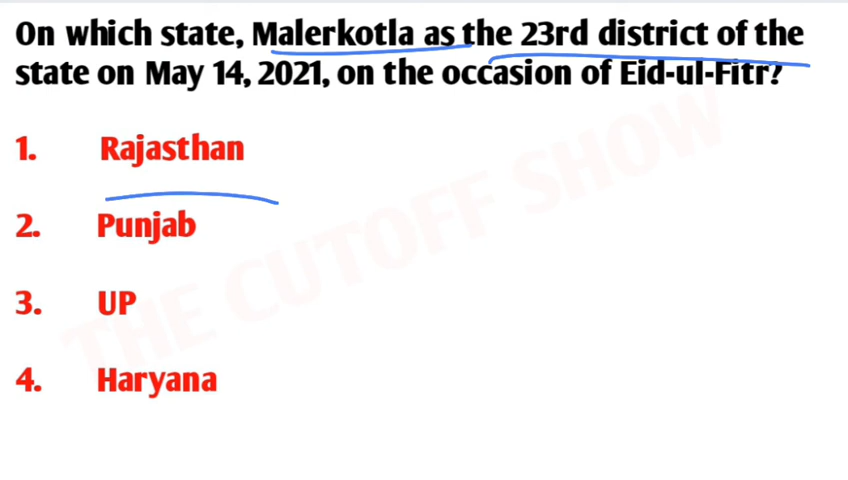 On which state, Malerkotla as the 23rd district of the
state on May 14, 2021, on the occasion of Eid-ul-Fitr?
1. Rajasthan
2. Punjab
3. UP
4. Haryana
THE CUTOFF SHOW